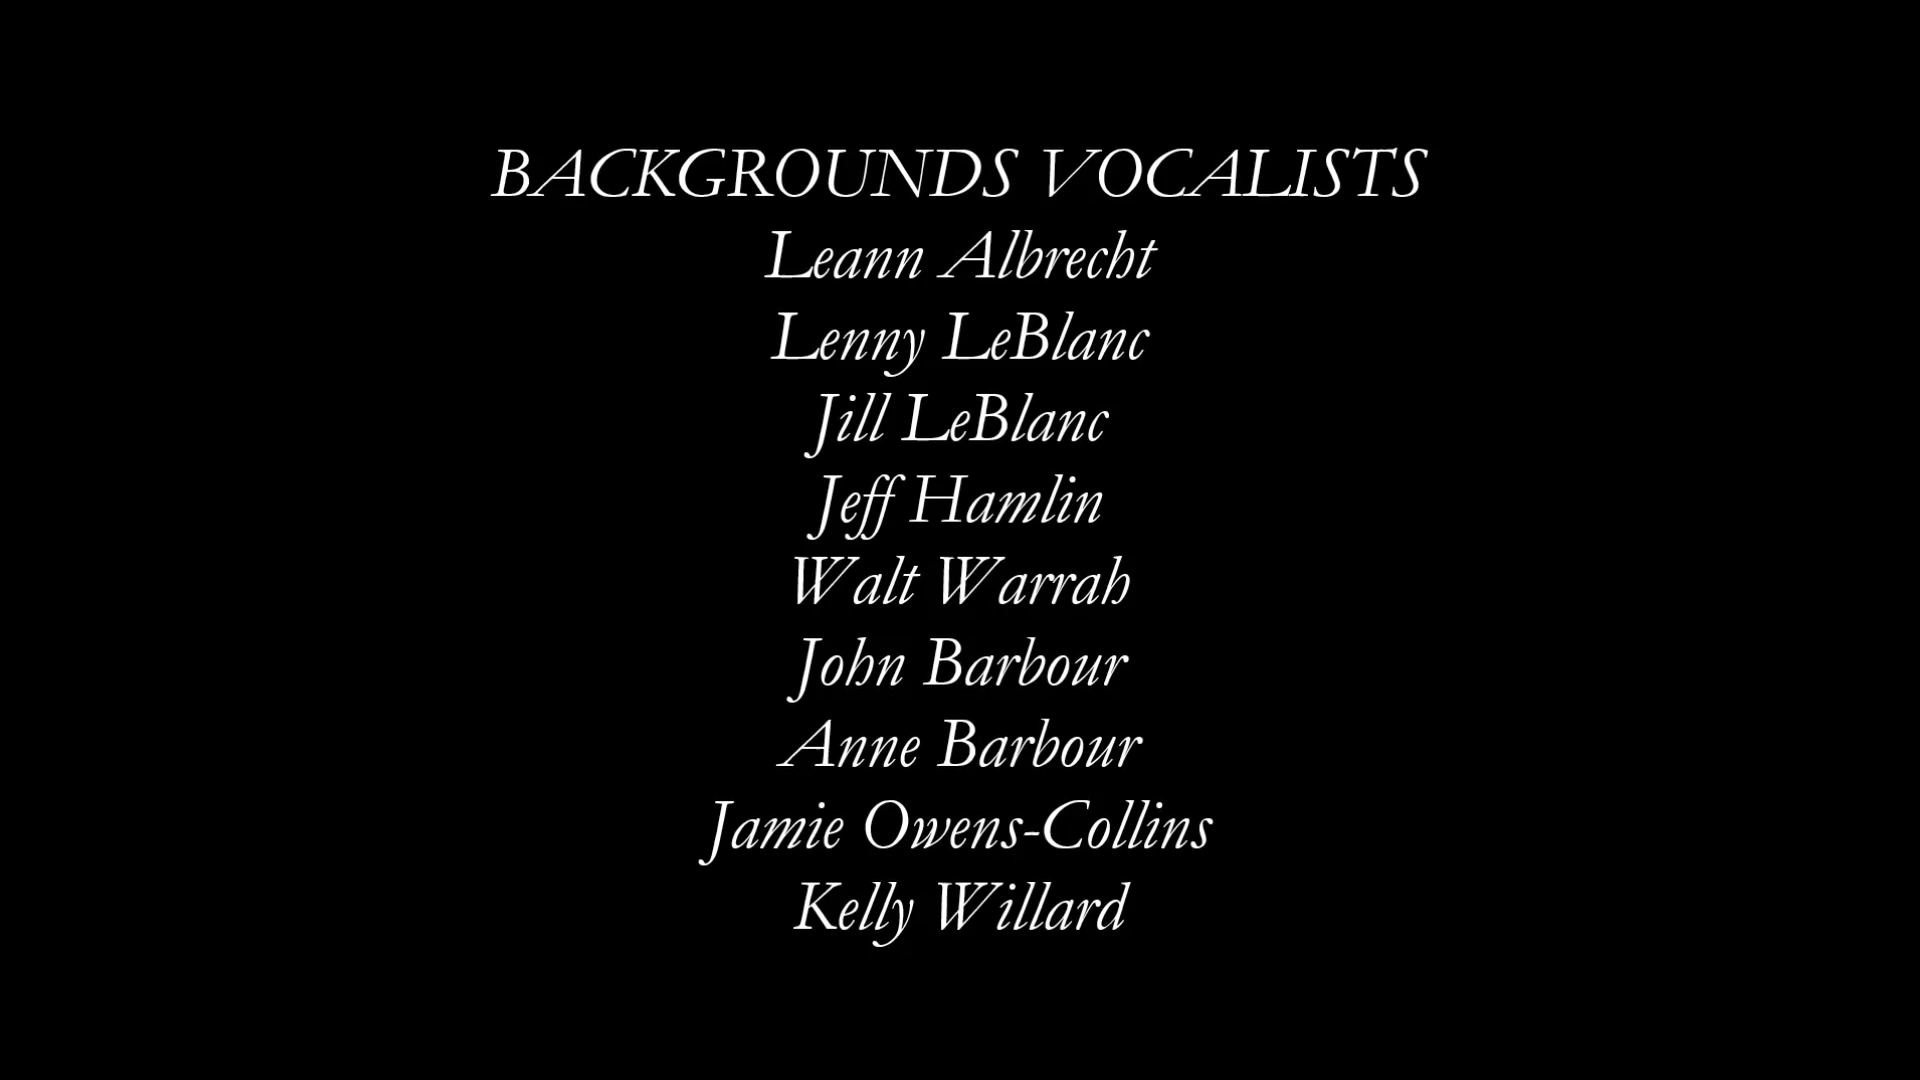 BACKGROUNDS VOCALISTS
Leann Albrecht
Lenny LeBlanc
Jill LeBlanc
Jeff Hamlin
Walt Warrah
John Barbour
Anne Barbour
Jamie Owens-Collins
Kelly Willard